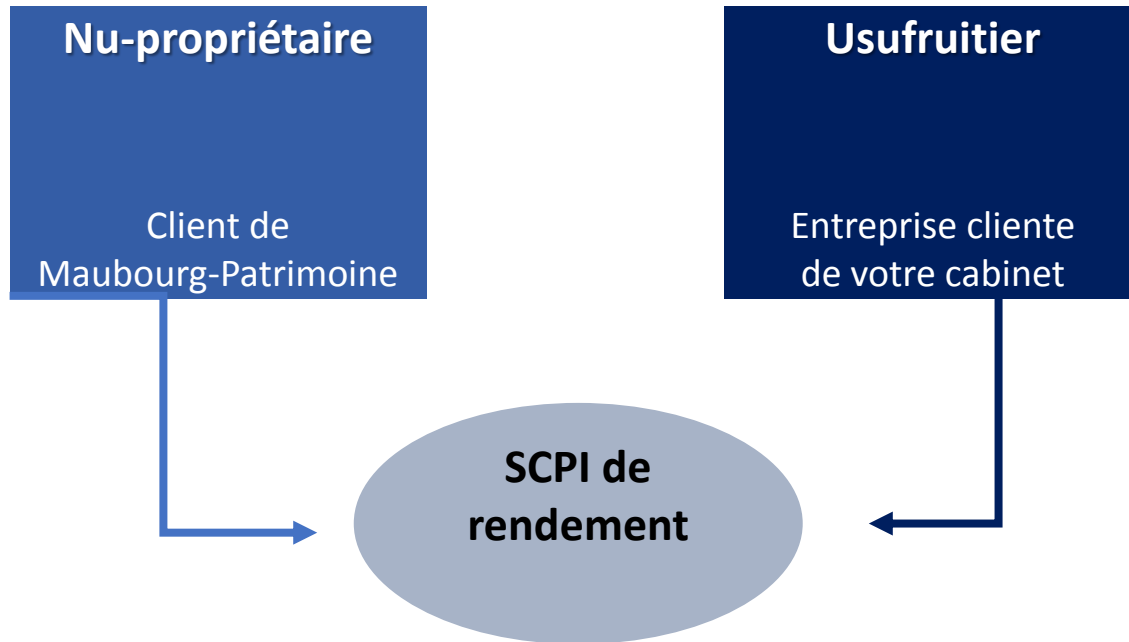 Nu-propriétaire
Client de
Maubourg-Patrimoine
Usufruitier
Entreprise cliente
de votre cabinet
SCPI de
rendement